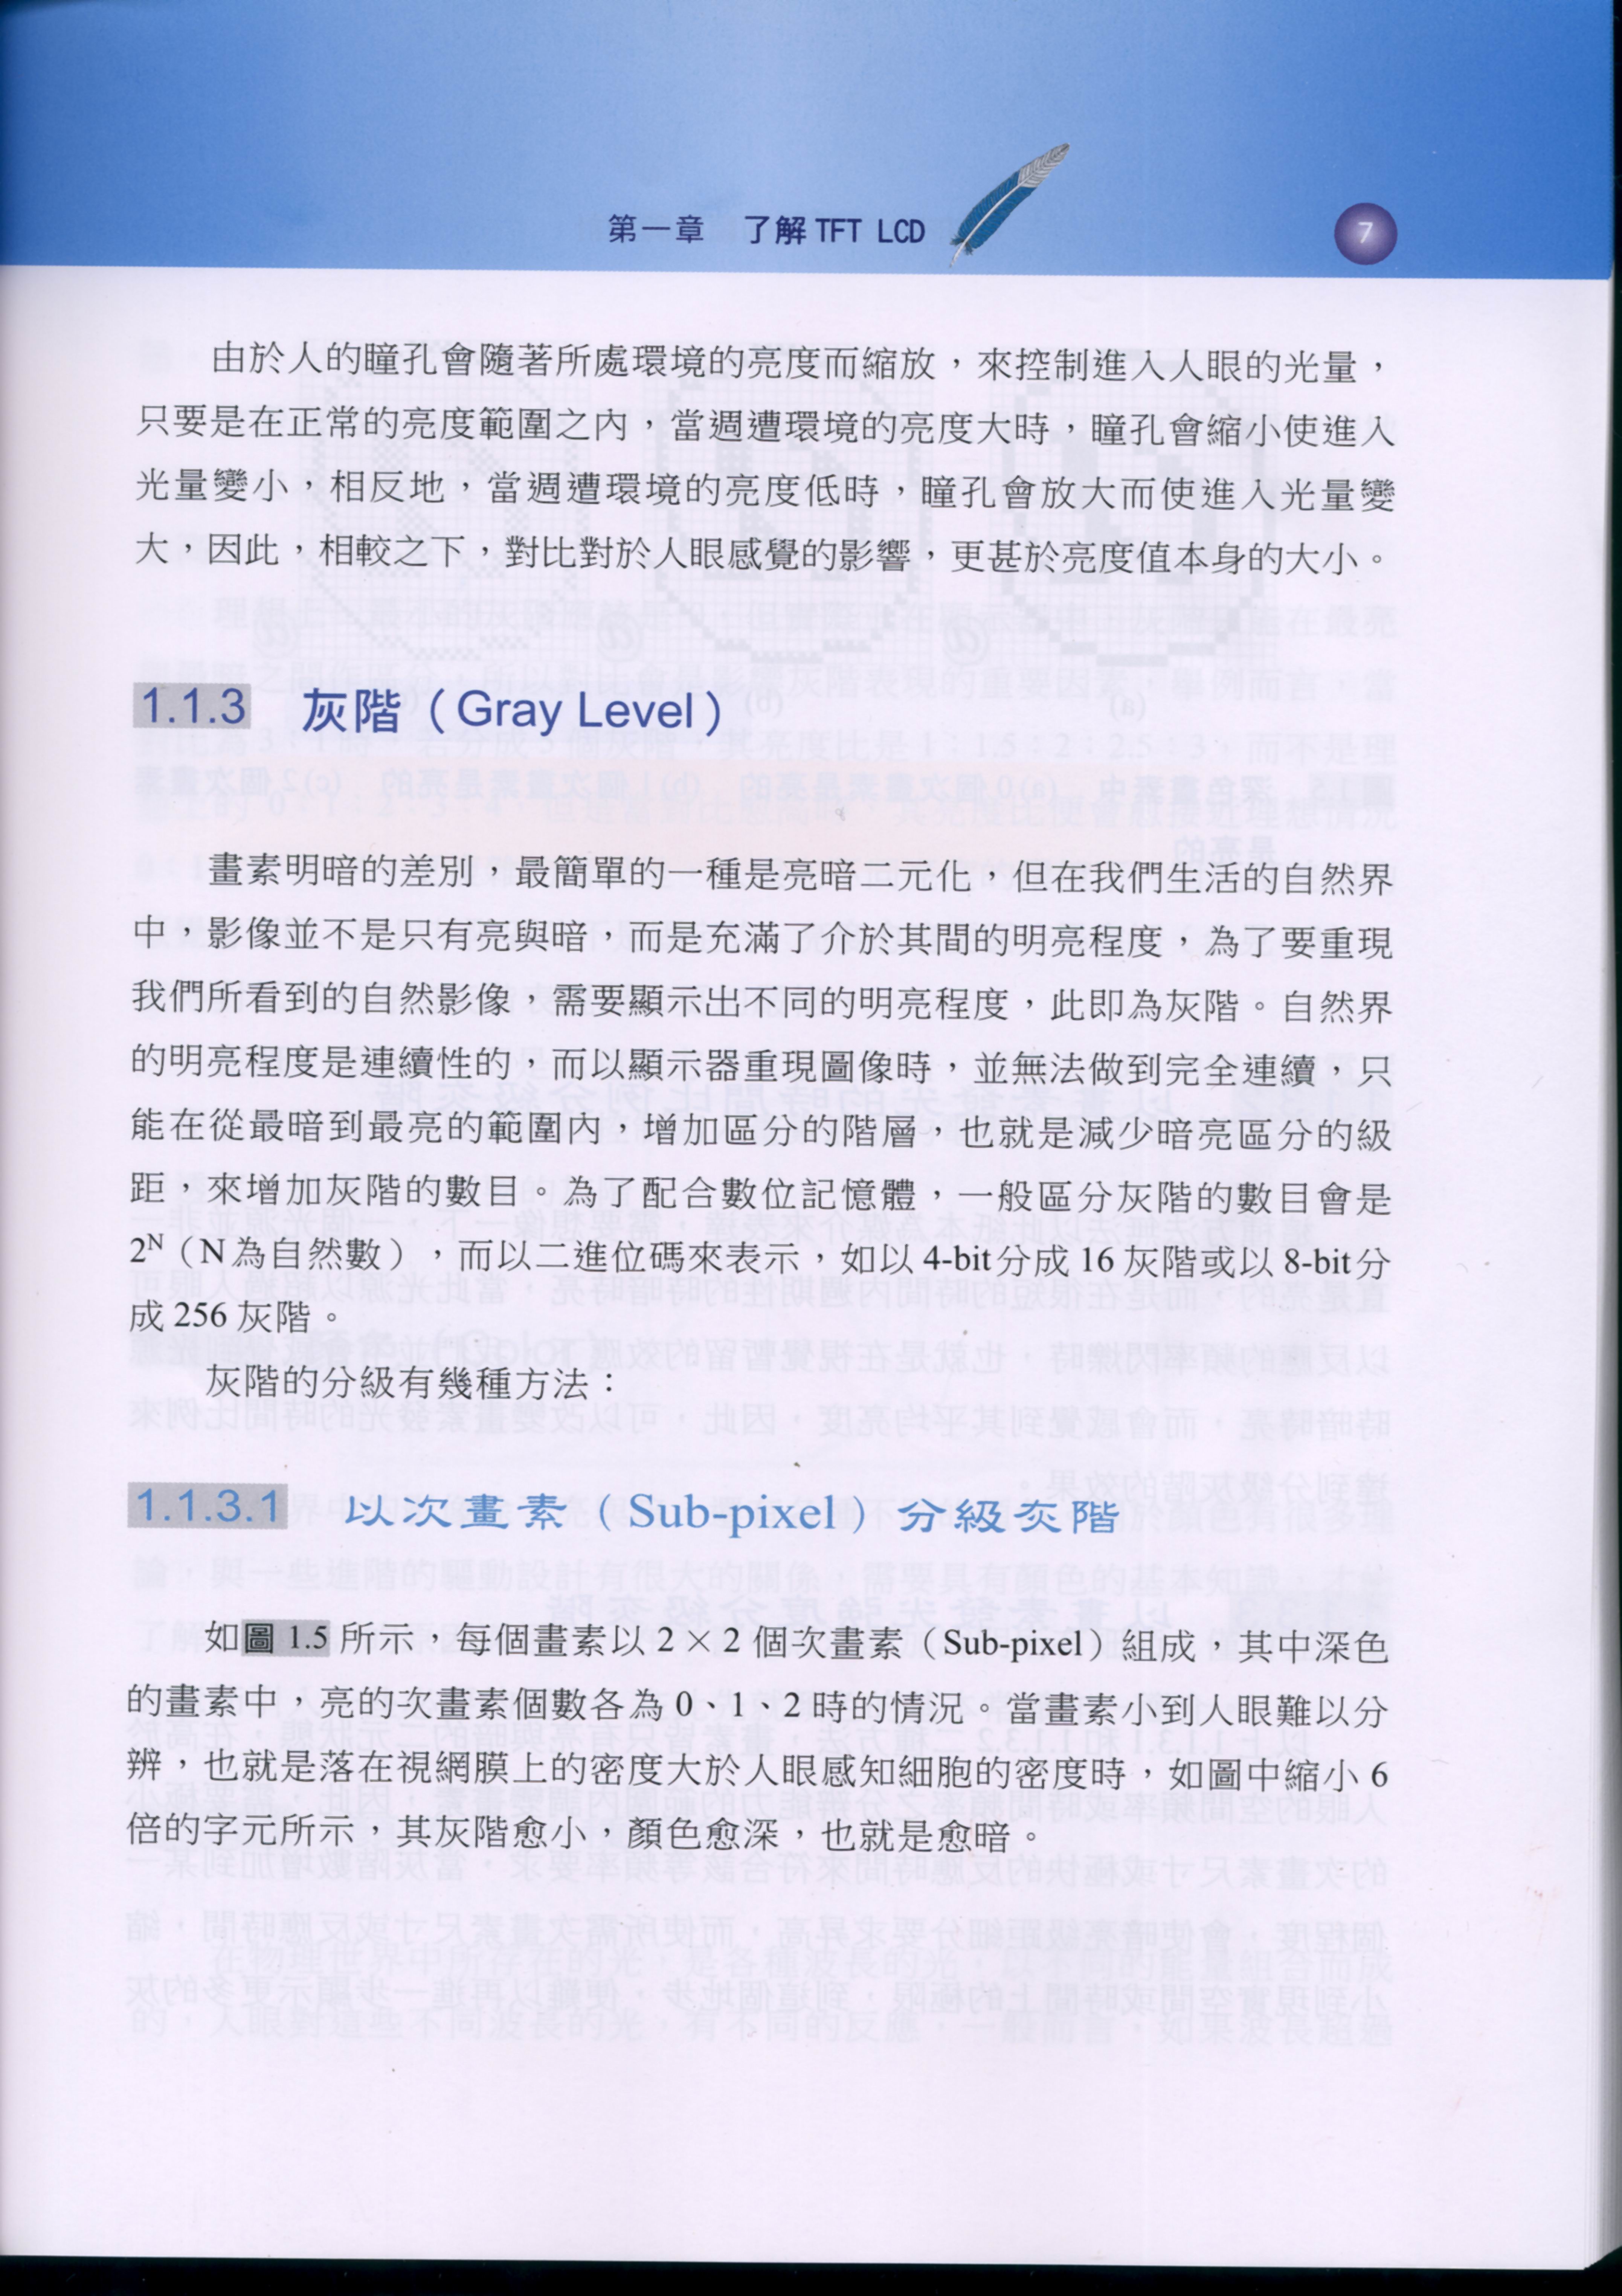 第一章　了解 TFT LCD
7
由於人的瞳孔會隨著所處環境的亮度而縮放，來控制進入人眼的光量，
只要是在正常的亮度範圍之內，當週遭環境的亮度大時，瞳孔會縮小使進入
光量變小，相反地，當週遭環境的亮度低時，瞳孔會放大而使進入光量變
大，因此，相較之下，對比對於人眼感覺的影響，更甚於亮度值本身的大小。
1.1.3　灰階（Gray Level）
畫素明暗的差別，最簡單的一種是亮暗二元化，但在我們生活的自然界
中，影像並不是只有亮與暗，而是充滿了介於其間的明亮程度，為了要重現
我們所看到的自然影像，需要顯示出不同的明亮程度，此即為灰階。自然界
的明亮程度是連續性的，而以顯示器重現圖像時，並無法做到完全連續，只
能在從最暗到最亮的範圍內，增加區分的階層，也就是減少暗亮區分的級
距，來增加灰階的數目。為了配合數位記憶體，一般區分灰階的數目會是
2ᴺ（N為自然數），而以二進位碼來表示，如以 4-bit分成 16 灰階或以 8-bit分
成 256 灰階。
灰階的分級有幾種方法：
1.1.3.1　以次畫素（Sub-pixel）分級灰階
如圖 1.5 所示，每個畫素以 2 × 2 個次畫素（Sub-pixel）組成，其中深色
的畫素中，亮的次畫素個數各為 0、1、2 時的情況。當畫素小到人眼難以分
辨，也就是落在視網膜上的密度大於人眼感知細胞的密度時，如圖中縮小 6
倍的字元所示，其灰階愈小，顏色愈深，也就是愈暗。